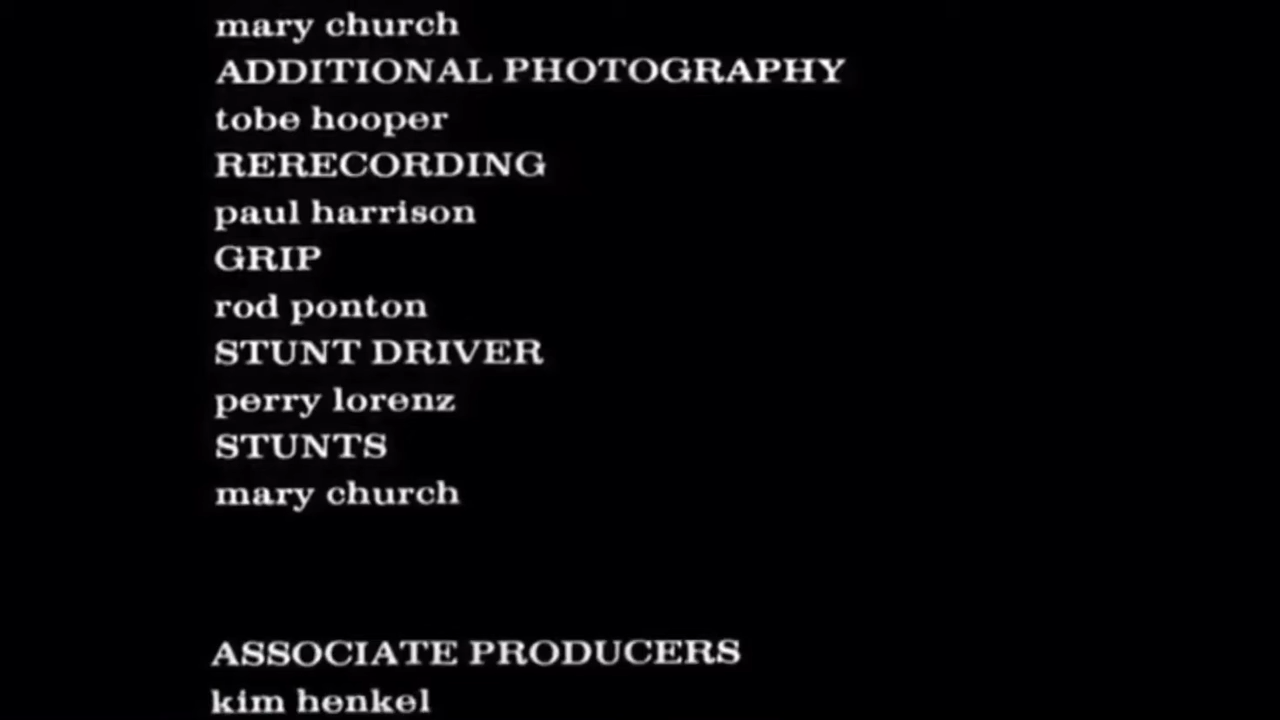 mary church
ADDITIONAL PHOTOGRAPHY
tobe hooper
RERECORDING
paul harrison
GRIP
rod ponton
STUNT DRIVER
perry lorenz
STUNTS
mary church
ASSOCIATE PRODUCERS
kim henkel